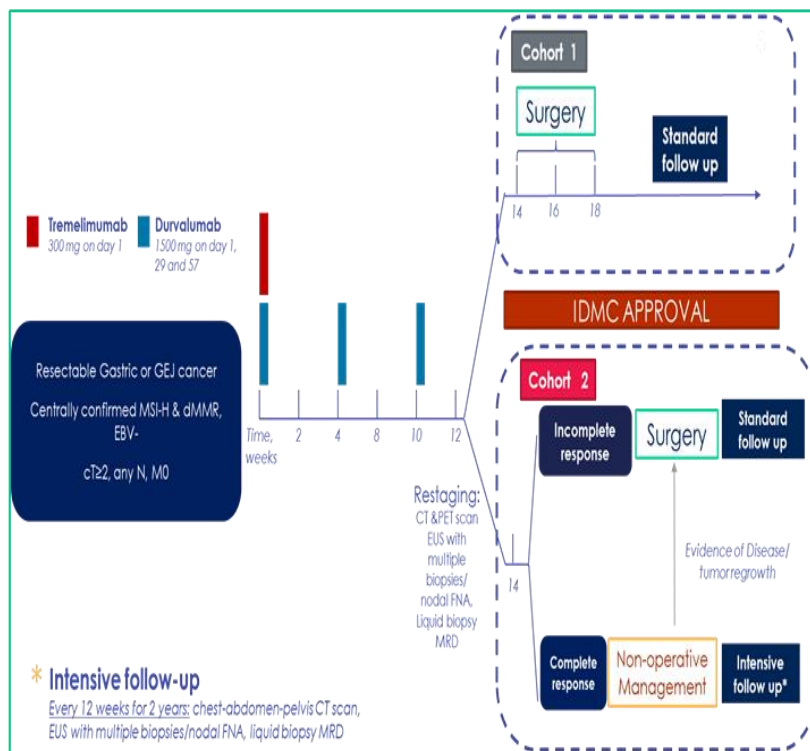 Cohort 1
Surgery
Standard
follow up
14
16
18
Tremelimumab
300 mg on day 1
Durvalumab
1500 mg on day 1,
29 and 57
IDMC APPROVAL
Resectable Gastric or GEJ cancer
Centrally confirmed MSI-H & dMMR,
EBV-
cT≥2, any N, M0
Time,
weeks
2
4
8
10
12
Cohort 2
Incomplete
response
Surgery
Standard
follow up
Restaging:
CT &PET scan
EUS with
multiple
biopsies/
nodal FNA,
Liquid biopsy
MRD
14
Evidence of Disease/
tumor regrowth
Complete
response
Non-operative
Management
Intensive
follow up*
* Intensive follow-up
Every 12 weeks for 2 years: chest-abdomen-pelvis CT scan,
EUS with multiple biopsies/nodal FNA, liquid biopsy MRD